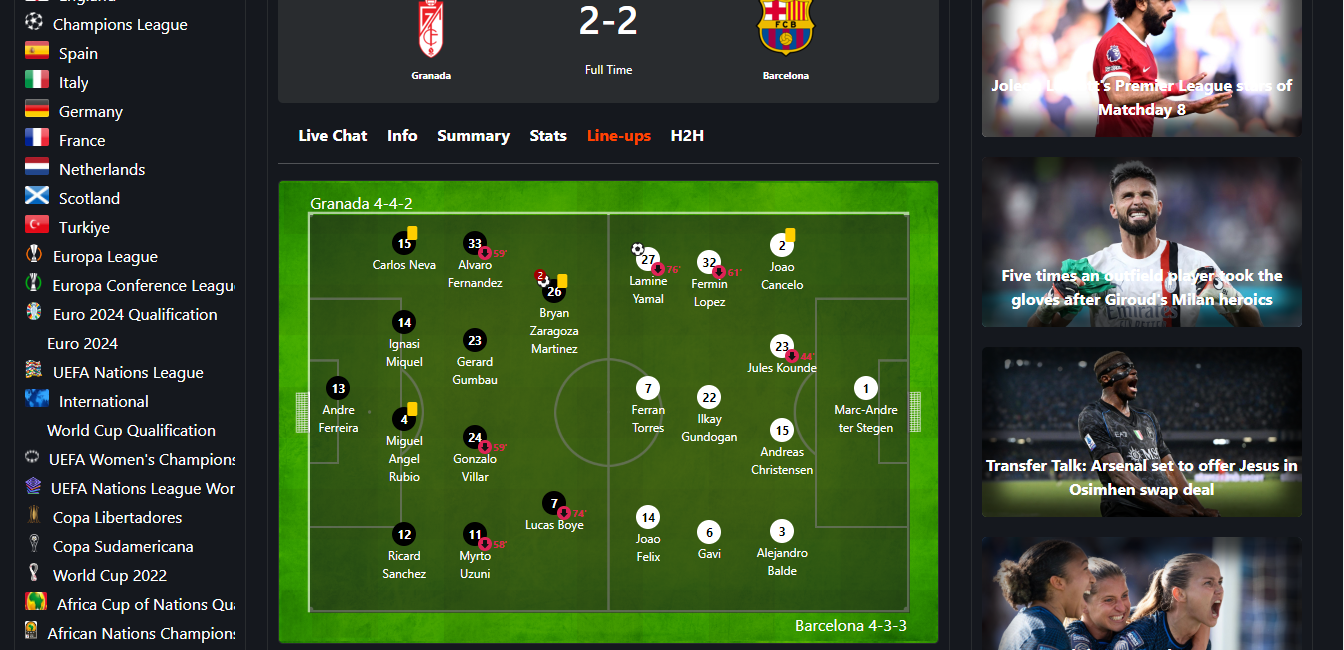 Champions League
Spain
Italy
Germany
France
Netherlands
Scotland
Turkiye
Europa League
Europa Conference Leagu
Euro 2024 Qualification
Euro 2024
UEFA Nations League
International
World Cup Qualification
UEFA Women's Champions
UEFA Nations League Wor
Copa Libertadores
Copa Sudamericana
World Cup 2022
Africa Cup of Nations Qu
African Nations Champion
2-2
Full Time
Granada
FCB
Barcelona
Live Chat
Info
Summary
Stats
Line-ups
H2H
Granada 4-4-2
13
Andre
Ferreira
15
Carlos Neva
14
Ignasi
Miquel
4
Miguel
Angel
Rubio
12
Ricard
Sanchez
33
59'
Alvaro
Fernandez
23
Gerard
Gumbau
24
59'
Gonzalo
Villar
11
58'
Myrto
Uzuni
2
26
Bryan
Zaragoza
Martinez
7
74'
Lucas Boye
27
76'
Lamine
Yamal
7
Ferran
Torres
14
Joao
Felix
32
61'
Fermin
Lopez
22
Ilkay
Gundogan
6
Gavi
2
Joao
Cancelo
23
44'
Jules Kounde
15
Andreas
Christensen
3
Alejandro
Balde
1
Marc-Andre
ter Stegen
Barcelona 4-3-3
Premier League stars of
Matchday 8
Five times an outfield player took the
gloves after Giroud's Milan heroics
Emirates
Transfer Talk: Arsenal set to offer Jesus in
Osimhen swap deal